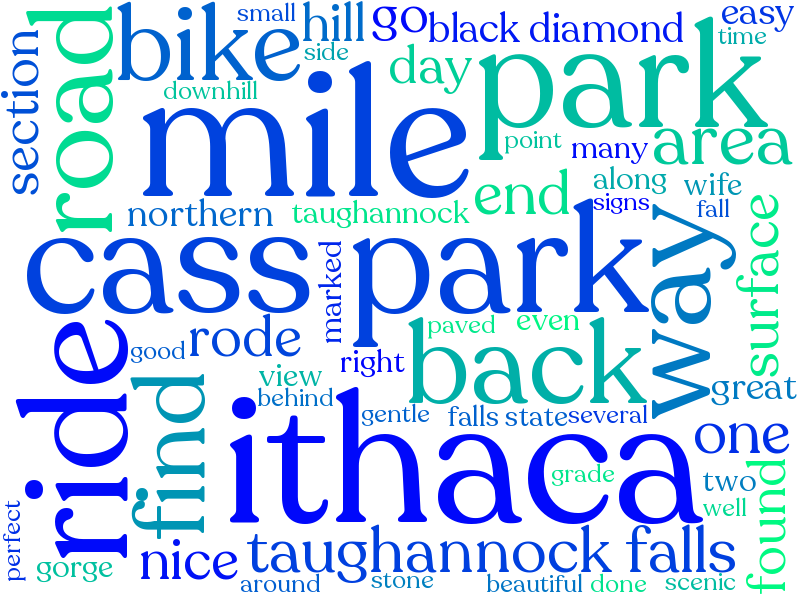 small
hill
go
black diamond
easy
road
bike
side
time
section
downhill
day
park
mile
point
many
area
along
wife
northern
taughannock
end
signs
fall
cass park
marked
way
surface
ride
good
rode
paved
even
right
back
view
behind
great
find
gentle
falls state
several
one
ithaca
grade
two
well
found
perfect
gorge
nice
taughannock falls
around
stone
beautiful
done
scenic